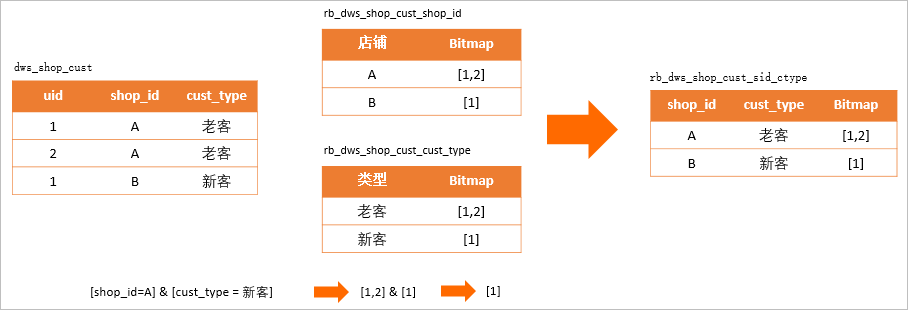 dws_shop_cust
uid shop_id cust_type
1 A 老客
2 A 老客
1 B 新客
rb_dws_shop_cust_shop_id
店铺 Bitmap
A [1,2]
B [1]
rb_dws_shop_cust_cust_type
类型 Bitmap
老客 [1,2]
新客 [1]
rb_dws_shop_cust_sid_ctype
shop_id cust_type Bitmap
A 老客 [1,2]
B 新客 [1]
[shop_id=A] & [cust_type = 新客] [1,2] & [1] [1]